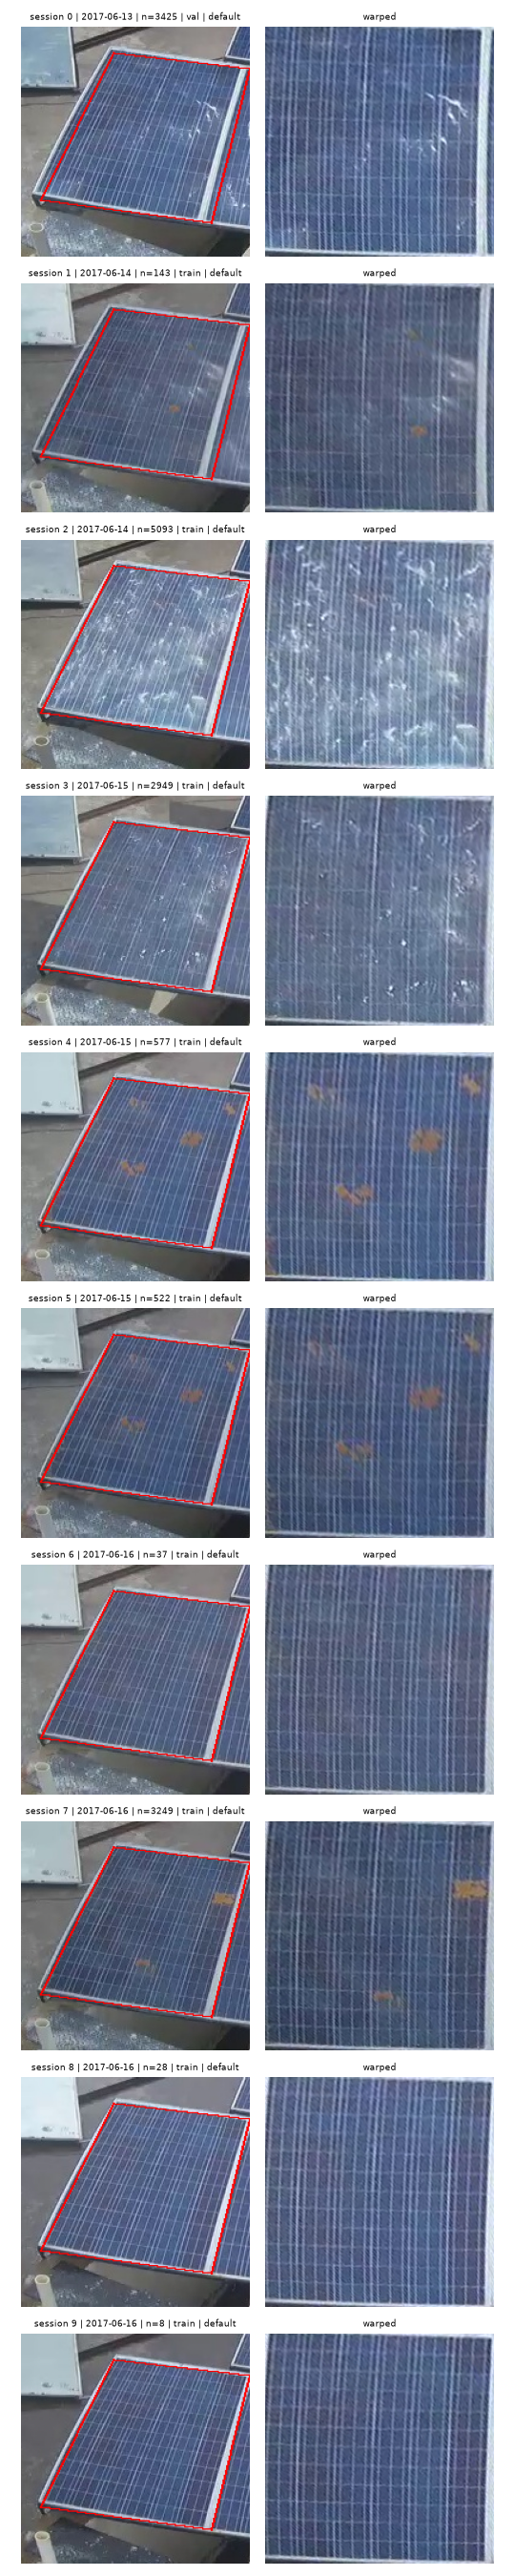 session 0 | 2017-06-13 | n=3425 | val | default
warped
session 1 | 2017-06-14 | n=143 | train | default
warped
session 2 | 2017-06-14 | n=5093 | train | default
warped
session 3 | 2017-06-15 | n=2949 | train | default
warped
session 4 | 2017-06-15 | n=577 | train | default
warped
session 5 | 2017-06-15 | n=522 | train | default
warped
session 6 | 2017-06-16 | n=37 | train | default
warped
session 7 | 2017-06-16 | n=3249 | train | default
warped
session 8 | 2017-06-16 | n=28 | train | default
warped
session 9 | 2017-06-16 | n=8 | train | default
warped